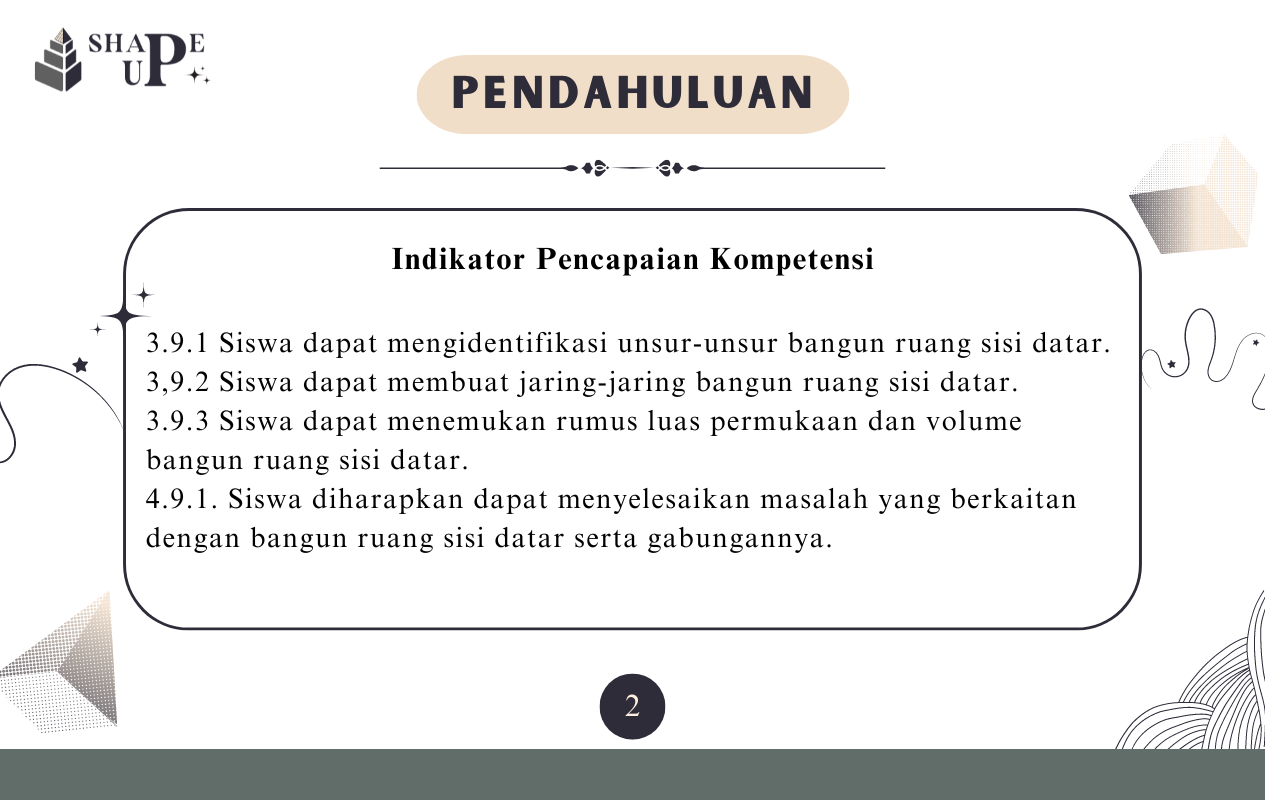 SHAPE
UP
PENDAHULUAN
Indikator Pencapaian Kompetensi
3.9.1 Siswa dapat mengidentifikasi unsur-unsur bangun ruang sisi datar.
3,9.2 Siswa dapat membuat jaring-jaring bangun ruang sisi datar.
3.9.3 Siswa dapat menemukan rumus luas permukaan dan volume
bangun ruang sisi datar.
4.9.1. Siswa diharapkan dapat menyelesaikan masalah yang berkaitan
dengan bangun ruang sisi datar serta gabungannya.
2